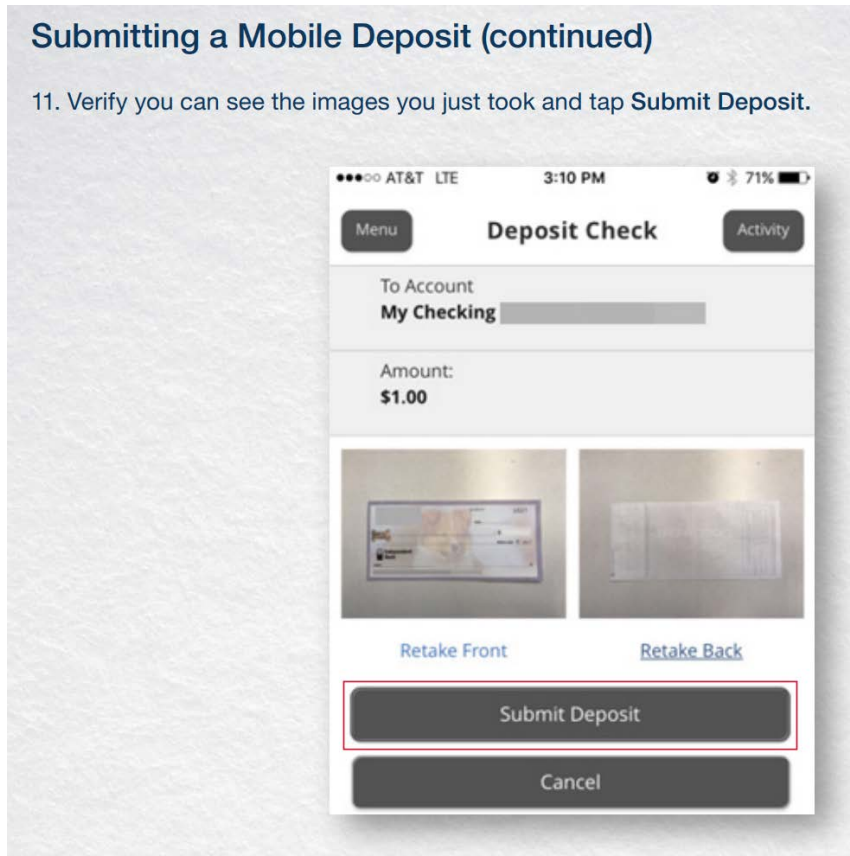 Submitting a Mobile Deposit (continued)
11. Verify you can see the images you just took and tap Submit Deposit.
AT&T LTE 3:10 PM 71%
Menu Deposit Check Activity
To Account
My Checking
Amount:
$1.00
Independent
Bank
Retake Front Retake Back
Submit Deposit
Cancel